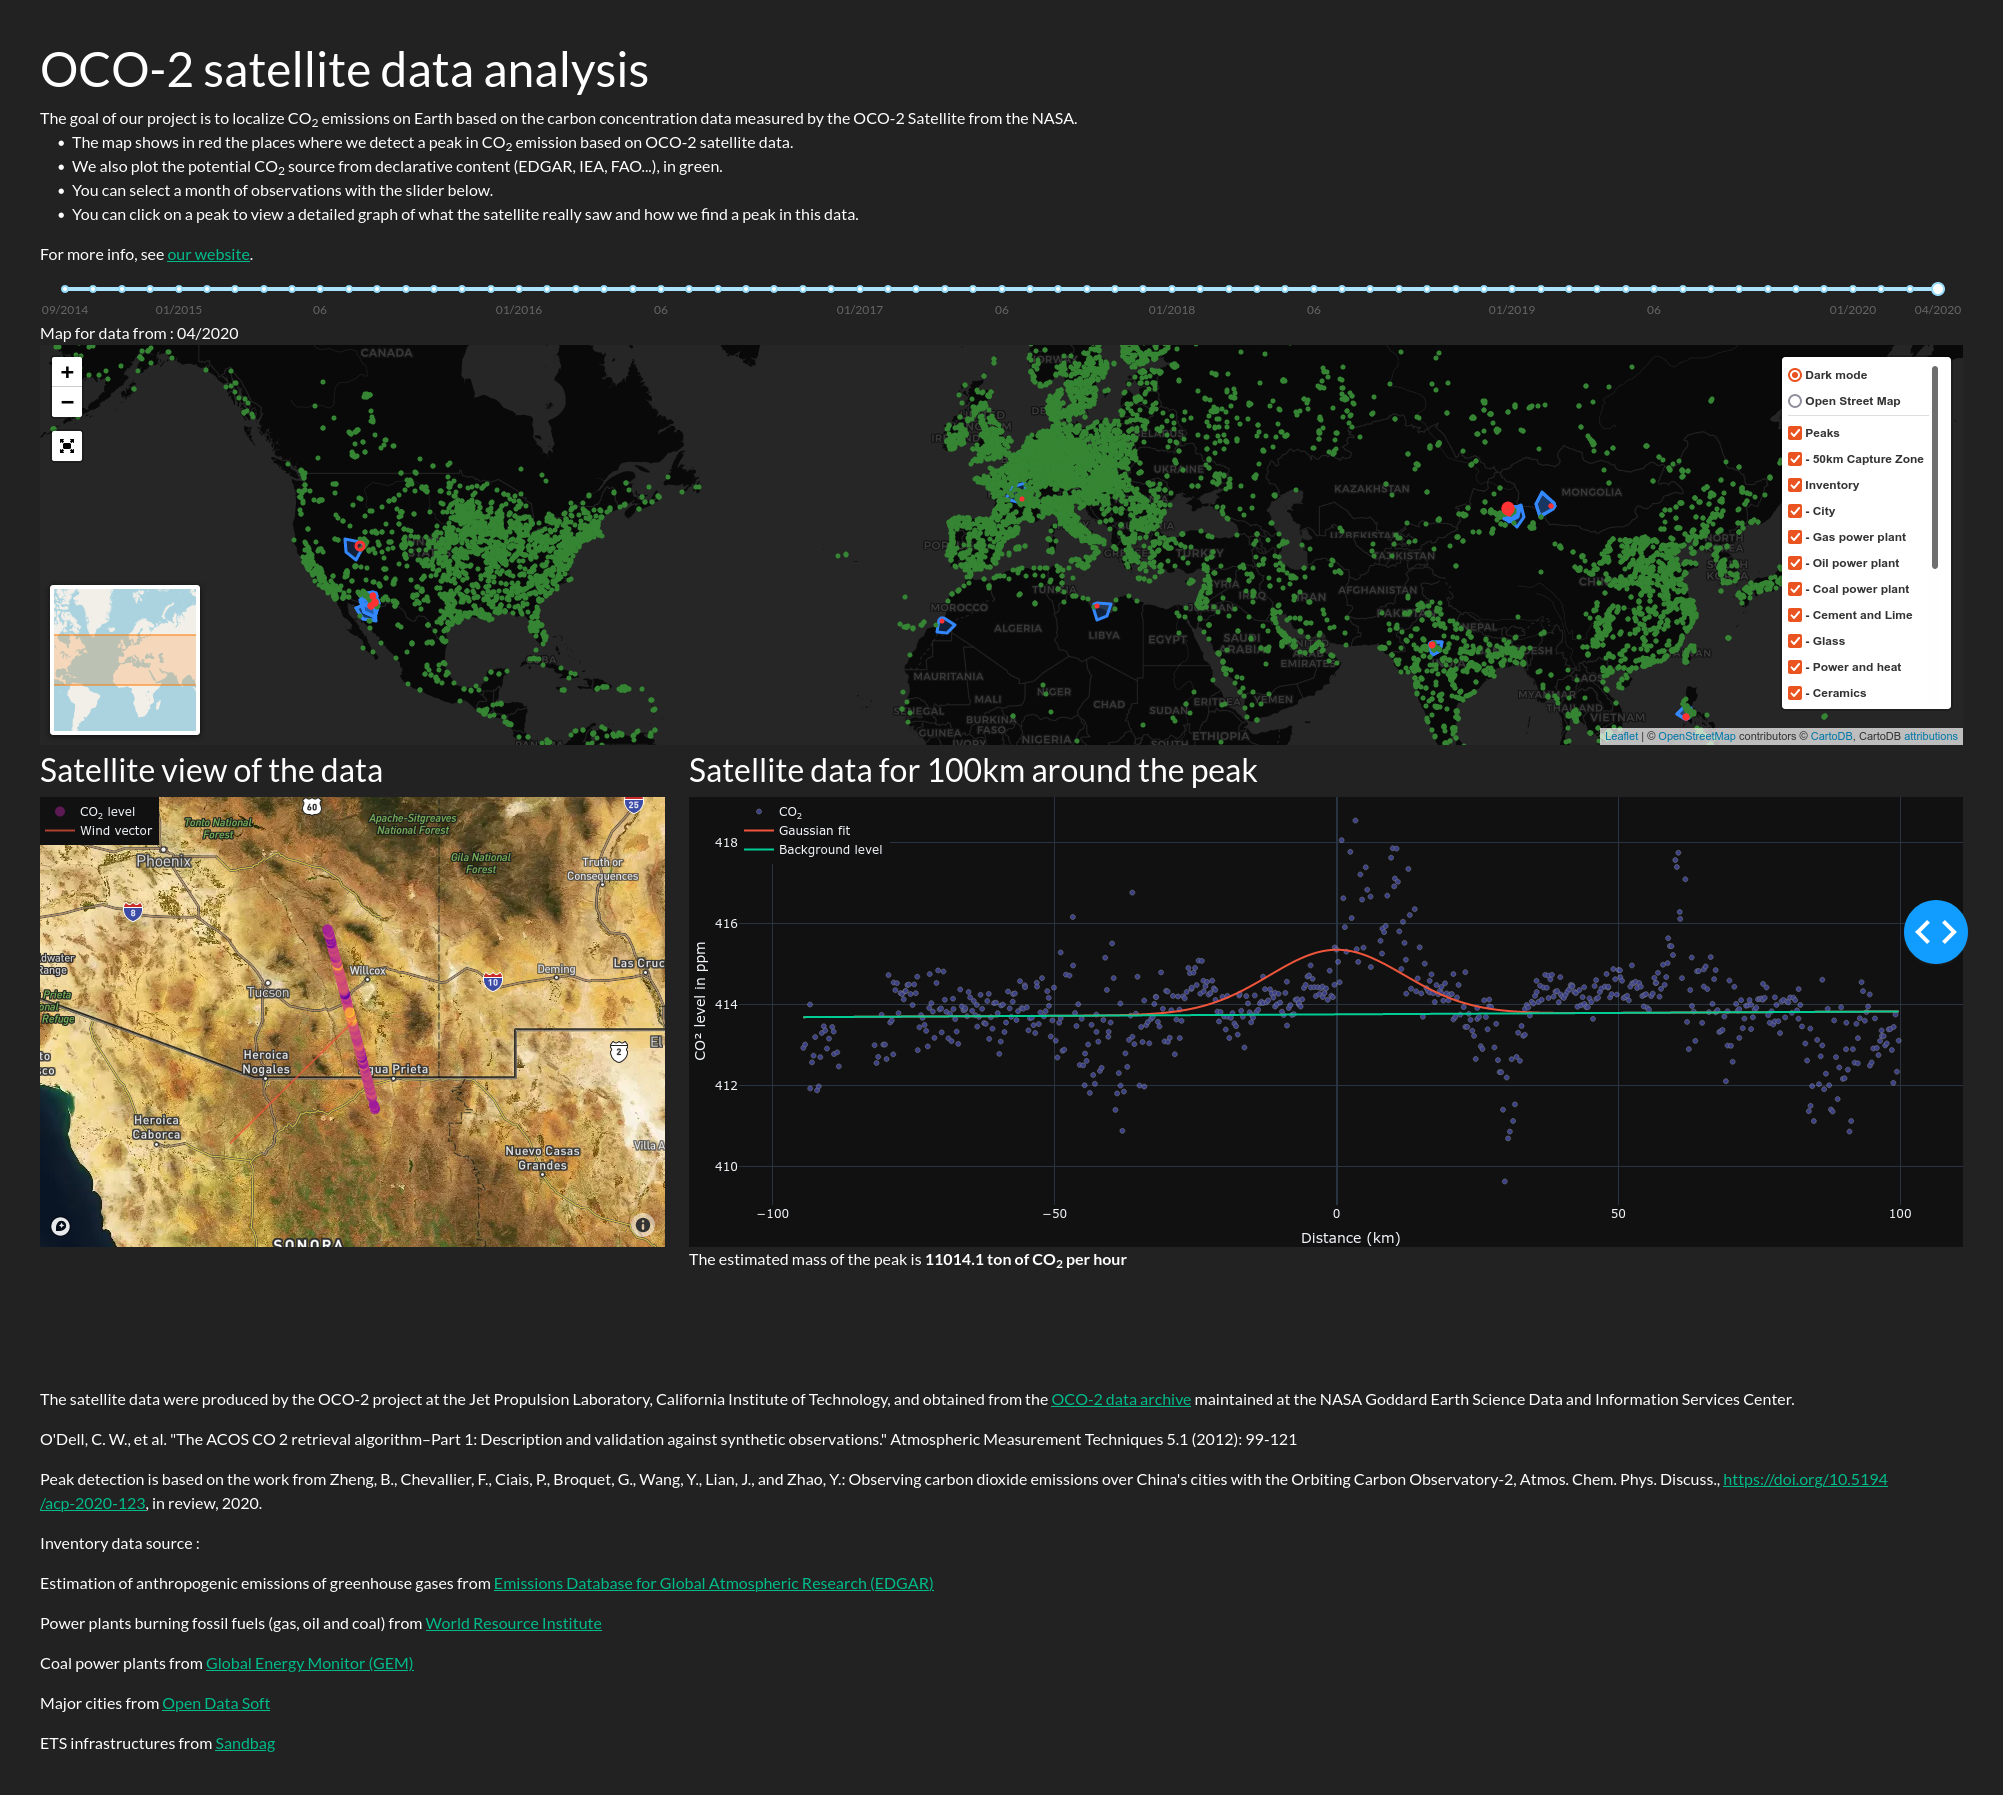 OCO-2 satellite data analysis
The goal of our project is to localize CO2 emissions on Earth based on the carbon concentration data measured by the OCO-2 Satellite from the NASA.
• The map shows in red the places where we detect a peak in CO2 emission based on OCO-2 satellite data.
• We also plot the potential CO2 source from declarative content (EDGAR, IEA, FAO...), in green.
• You can select a month of observations with the slider below.
• You can click on a peak to view a detailed graph of what the satellite really saw and how we find a peak in this data.
For more info, see our website.
09/2014 01/2015 06 01/2016 06 01/2017 06 01/2018 06 01/2019 06 01/2020 04/2020
Map for data from : 04/2020
+
−
CANADA
UKRAINE
KAZAKHSTAN
MONGOLIA
TURKEY
AFGHANISTAN
MOROCCO
ALGERIA
LIBYA
EGYPT
SAUDI
ARABIA
EMIRATES
NEPAL
MAURITANIA
MALI
NIGER
CHAD
SUDAN
ERITREA
YEMEN
BURKINA
FASO
GUINEA
NIGERIA
ETHIOPIA
THAILAND
VIETNAM
Dark mode
Open Street Map
Peaks
- 50km Capture Zone
Inventory
- City
- Gas power plant
- Oil power plant
- Coal power plant
- Cement and Lime
- Glass
- Power and heat
- Ceramics
Leaflet | © OpenStreetMap contributors © CartoDB, CartoDB attributions
Satellite view of the data
CO2 level
Wind vector
60
25
Tonto National
Forest
Apache-Sitgreaves
National Forest
Phoenix
Gila National
Forest
Truth or
Consequences
8
Willcox
Deming
Las Cruc
10
Tucson
dwater
Range
Prieta
onal
Refuge
Heroica
Nogales
gua Prieta
2
El
to
sco
Heroica
Caborca
Nuevo Casas
Grandes
Villa A
SONORA
Satellite data for 100km around the peak
CO2
Gaussian fit
Background level
418
416
414
412
410
CO² level in ppm
−100 −50 0 50 100
Distance (km)
The estimated mass of the peak is 11014.1 ton of CO2 per hour
The satellite data were produced by the OCO-2 project at the Jet Propulsion Laboratory, California Institute of Technology, and obtained from the OCO-2 data archive maintained at the NASA Goddard Earth Science Data and Information Services Center.
O'Dell, C. W., et al. "The ACOS CO 2 retrieval algorithm–Part 1: Description and validation against synthetic observations." Atmospheric Measurement Techniques 5.1 (2012): 99-121
Peak detection is based on the work from Zheng, B., Chevallier, F., Ciais, P., Broquet, G., Wang, Y., Lian, J., and Zhao, Y.: Observing carbon dioxide emissions over China's cities with the Orbiting Carbon Observatory-2, Atmos. Chem. Phys. Discuss., https://doi.org/10.5194
/acp-2020-123, in review, 2020.
Inventory data source :
Estimation of anthropogenic emissions of greenhouse gases from Emissions Database for Global Atmospheric Research (EDGAR)
Power plants burning fossil fuels (gas, oil and coal) from World Resource Institute
Coal power plants from Global Energy Monitor (GEM)
Major cities from Open Data Soft
ETS infrastructures from Sandbag